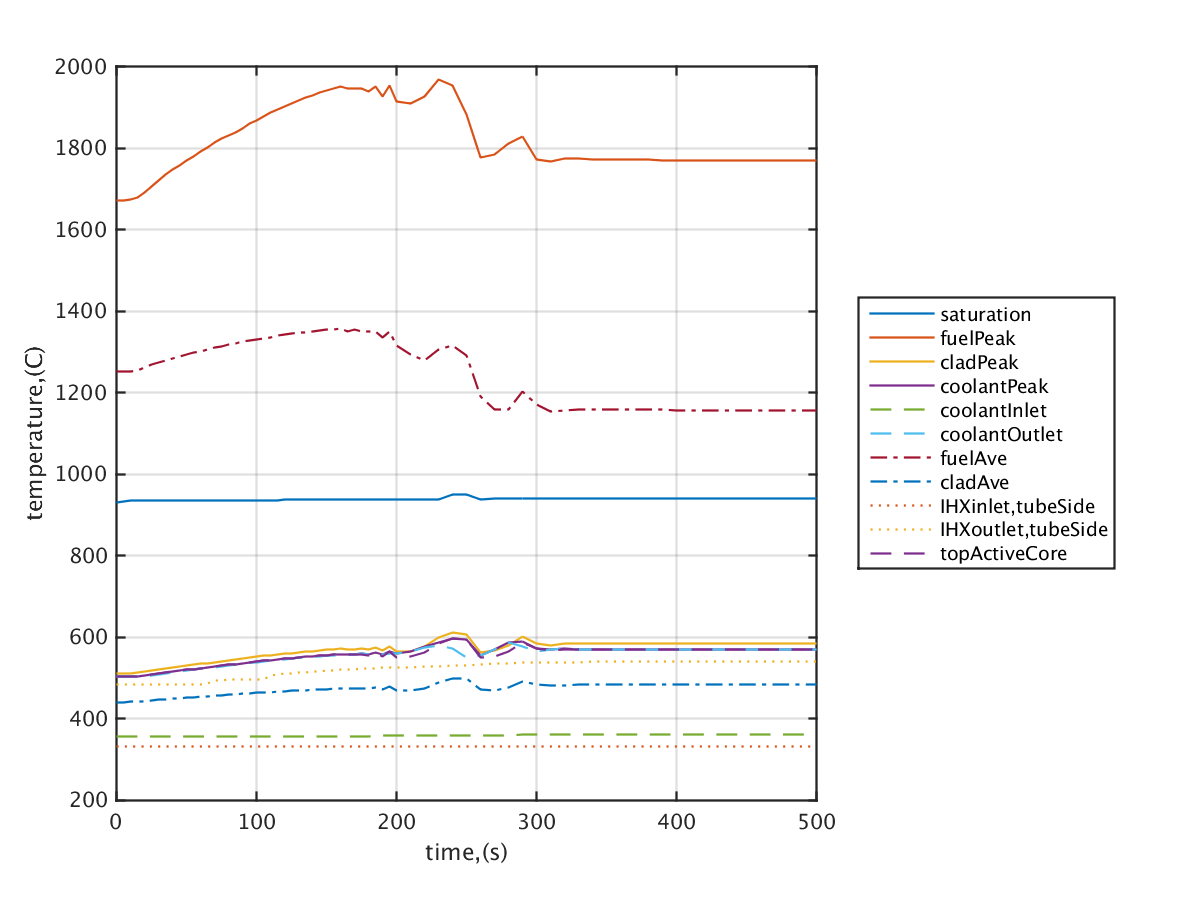 2000
1800
1600
1400
1200
1000
800
600
400
200
temperature,(C)
0 100 200 300 400 500
time,(s)
saturation
fuelPeak
cladPeak
coolantPeak
coolantInlet
coolantOutlet
fuelAve
cladAve
IHXinlet,tubeSide
IHXoutlet,tubeSide
topActiveCore